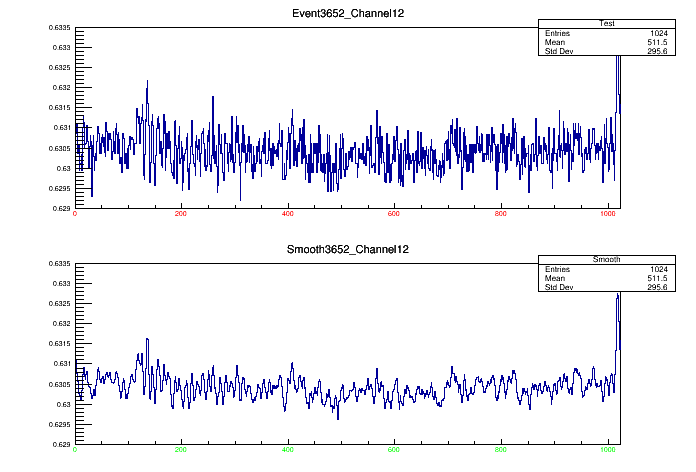 Event3652_Channel12
Test
Entries 1024
Mean 511.5
Std Dev 295.6
0.6335
0.633
0.6325
0.632
0.6315
0.631
0.6305
0.63
0.6295
0.629
0 200 400 600 800 1000
Smooth3652_Channel12
Smooth
Entries 1024
Mean 511.5
Std Dev 295.6
0.6335
0.633
0.6325
0.632
0.6315
0.631
0.6305
0.63
0.6295
0.629
0 200 400 600 800 1000